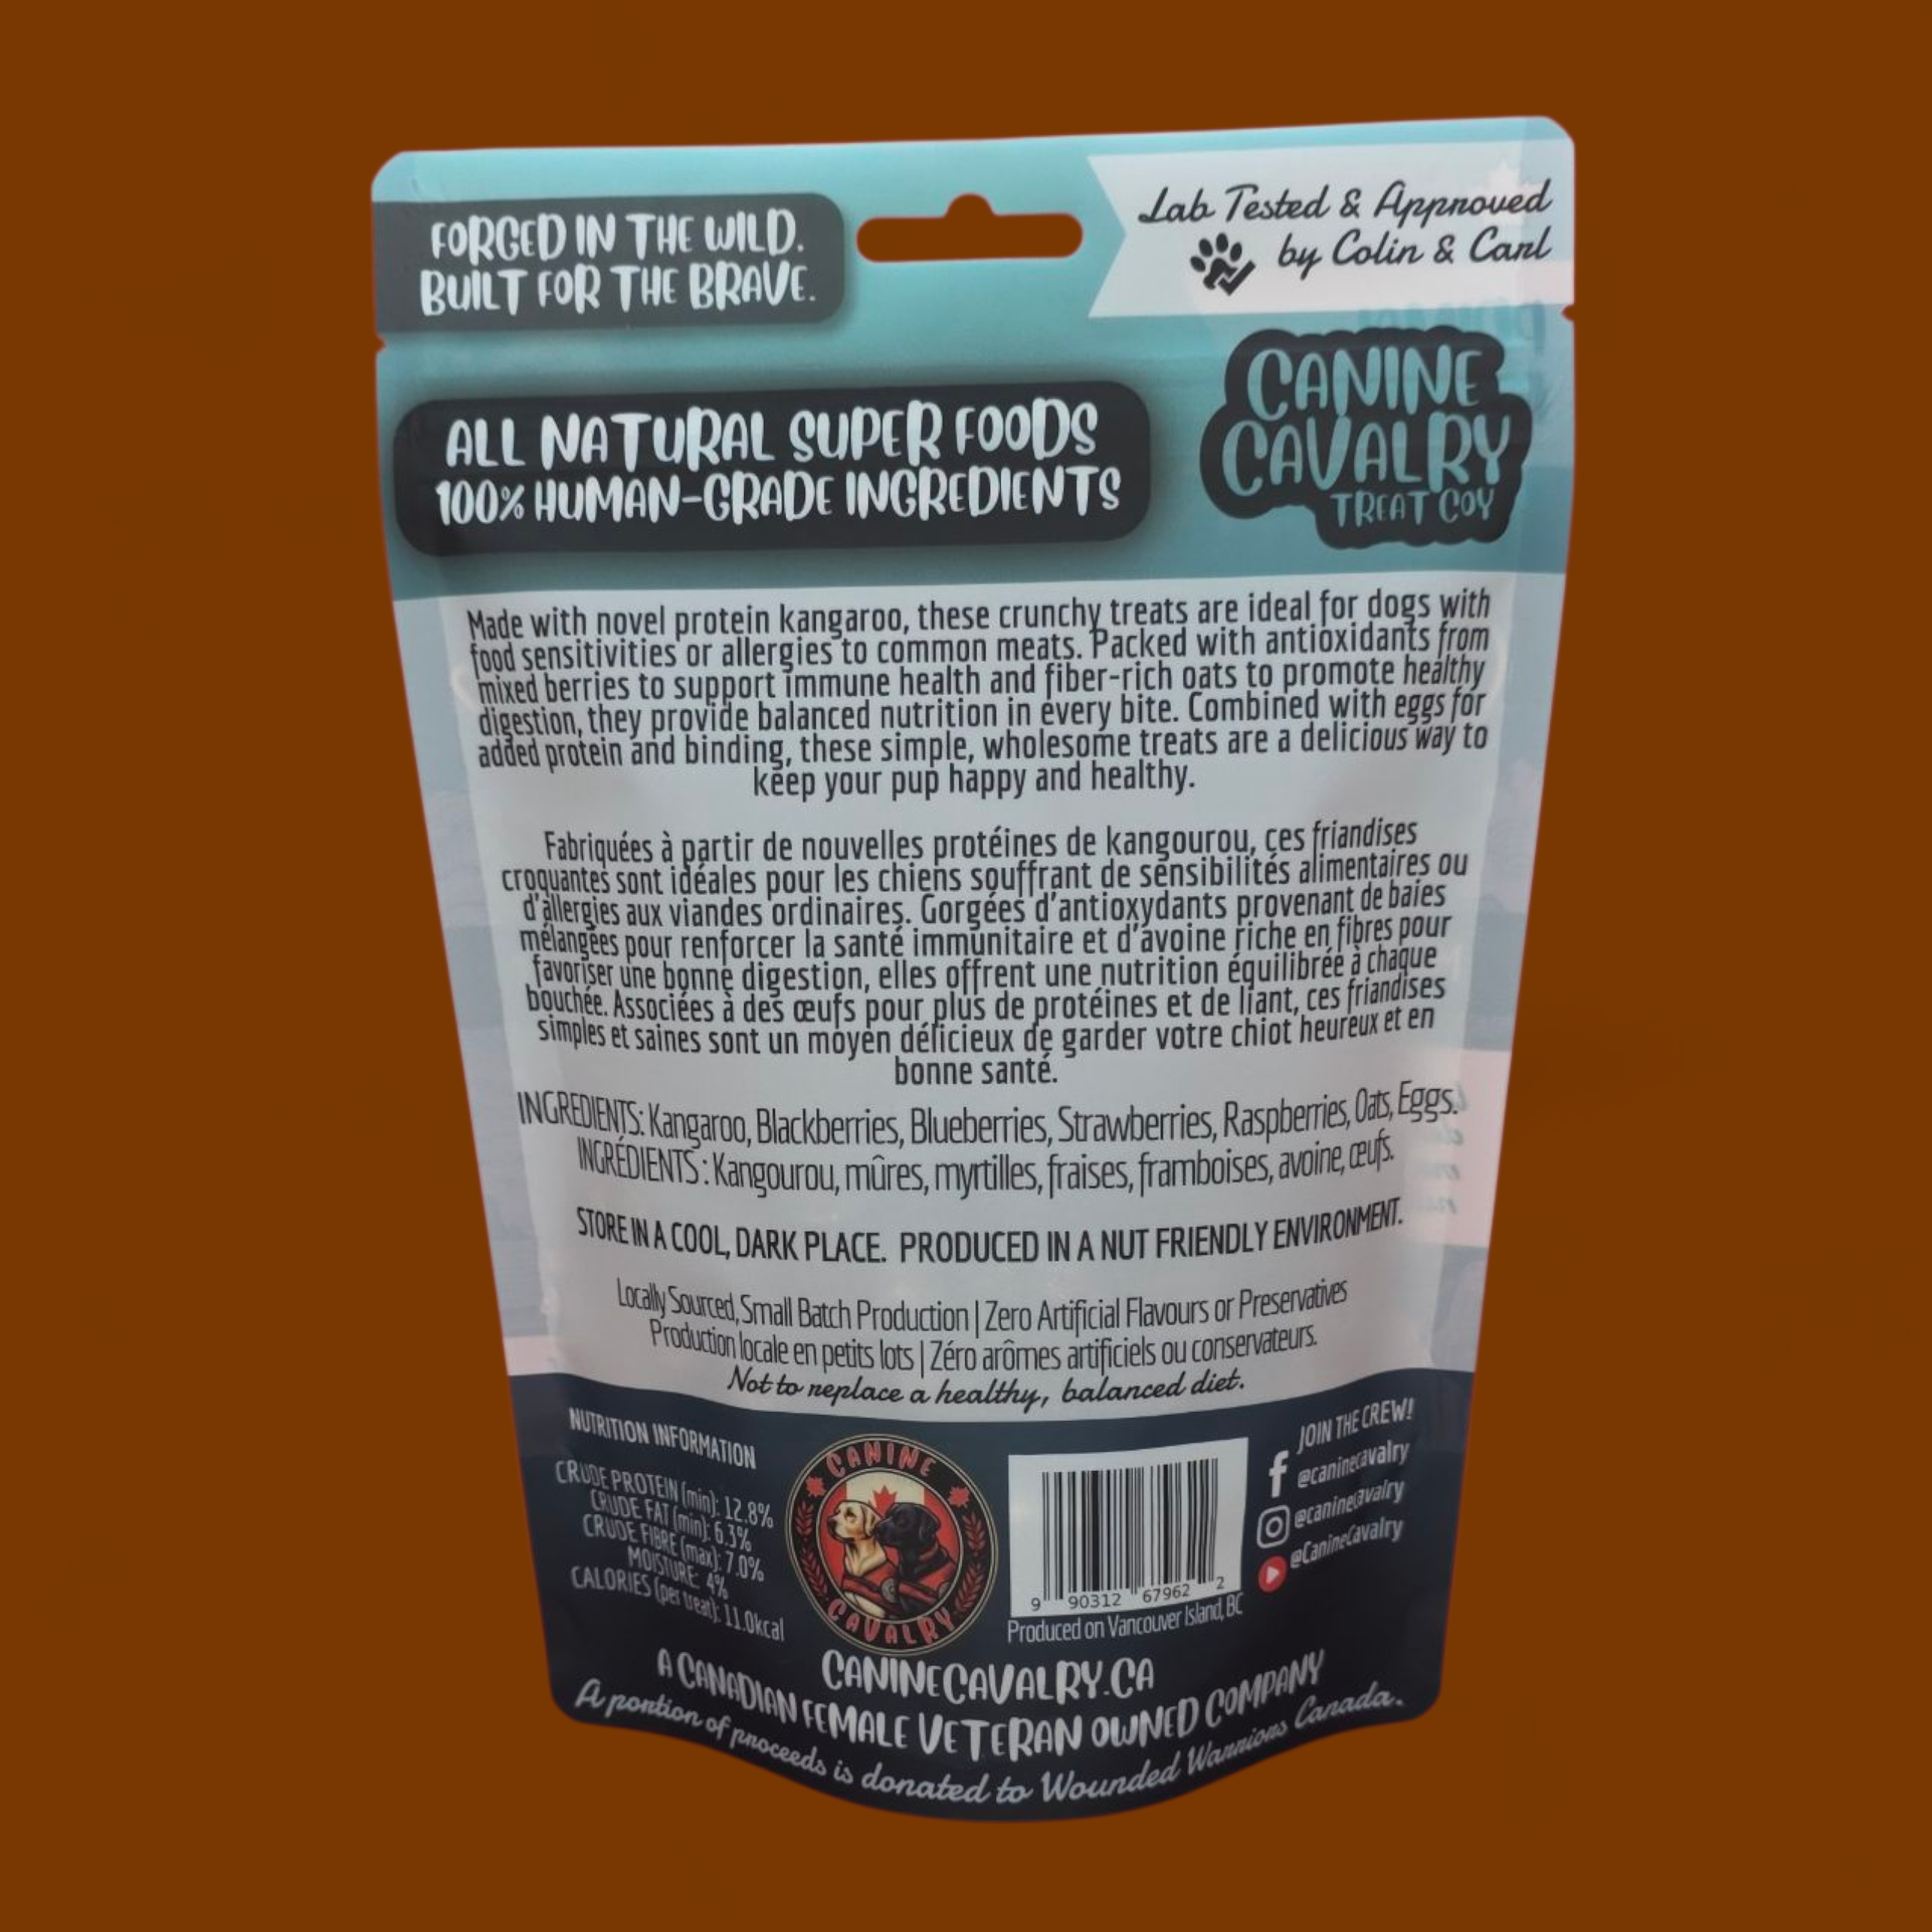 FORGED IN THE WILD.
BUILT FOR THE BRAVE.
Lab Tested & Approved
by Colin & Carl
CANINE
CAVALRY
TREAT COY
ALL NATURAL SUPER FOODS
100% HUMAN-GRADE INGREDIENTS
Made with novel protein kangaroo, these crunchy treats are ideal for dogs with
food sensitivities or allergies to common meats. Packed with antioxidants from
mixed berries to support immune health and fiber-rich oats to promote healthy
digestion, they provide balanced nutrition in every bite. Combined with eggs for
added protein and binding, these simple, wholesome treats are a delicious way to
keep your pup happy and healthy.
Fabriquées à partir de nouvelles protéines de kangourou, ces friandises
croquantes sont idéales pour les chiens souffrant de sensibilités alimentaires ou
d'allergies aux viandes ordinaires. Gorgées d'antioxydants provenant de baies
mélangées pour renforcer la santé immunitaire et d'avoine riche en fibres pour
favoriser une bonne digestion, elles offrent une nutrition équilibrée à chaque
bouchée. Associées à des œufs pour plus de protéines et de liant, ces friandises
simples et saines sont un moyen délicieux de garder votre chiot heureux et en
bonne santé.
INGREDIENTS: Kangaroo, Blackberries, Blueberries, Strawberries, Raspberries, Oats, Eggs.
INGRÉDIENTS : Kangourou, mûres, myrtilles, fraises, framboises, avoine, œufs.
STORE IN A COOL, DARK PLACE. PRODUCED IN A NUT FRIENDLY ENVIRONMENT.
Locally Sourced, Small Batch Production | Zero Artificial Flavours or Preservatives
Production locale en petits lots | Zéro arômes artificiels ou conservateurs.
Not to replace a healthy, balanced diet.
NUTRITION INFORMATION
CRUDE PROTEIN (min): 12.8%
CRUDE FAT (min): 6.3%
CRUDE FIBRE (max): 7.0%
MOISTURE: 4%
CALORIES (per treat): 11.0kcal
CANINE
CAVALRY
9 90312 67962 2
Produced on Vancouver Island, BC
JOIN THE CREW!
@caninecavalry
@caninecavalry
@CanineCavalry
CANINECAVALRY.CA
A CANADIAN FEMALE VETERAN OWNED COMPANY
A portion of proceeds is donated to Wounded Warriors Canada.